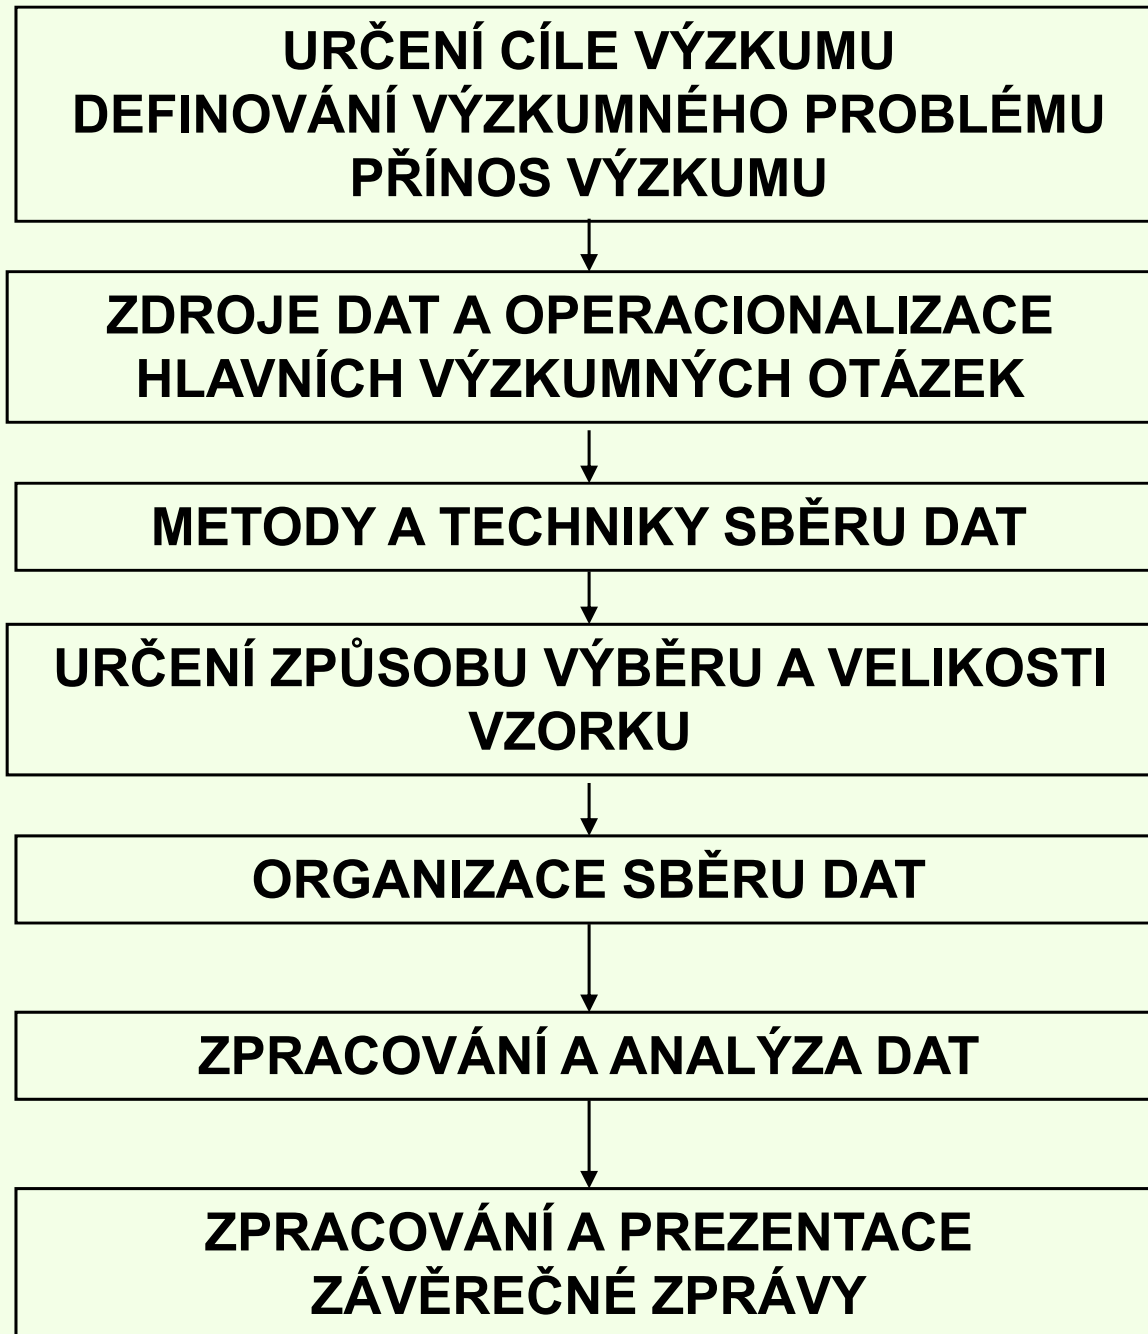 URČENÍ CÍLE VÝZKUMU
DEFINOVÁNÍ VÝZKUMNÉHO PROBLÉMU
PŘÍNOS VÝZKUMU
ZDROJE DAT A OPERACIONALIZACE
HLAVNÍCH VÝZKUMNÝCH OTÁZEK
METODY A TECHNIKY SBĚRU DAT
URČENÍ ZPŮSOBU VÝBĚRU A VELIKOSTI
VZORKU
ORGANIZACE SBĚRU DAT
ZPRACOVÁNÍ A ANALÝZA DAT
ZPRACOVÁNÍ A PREZENTACE
ZÁVĚREČNÉ ZPRÁVY